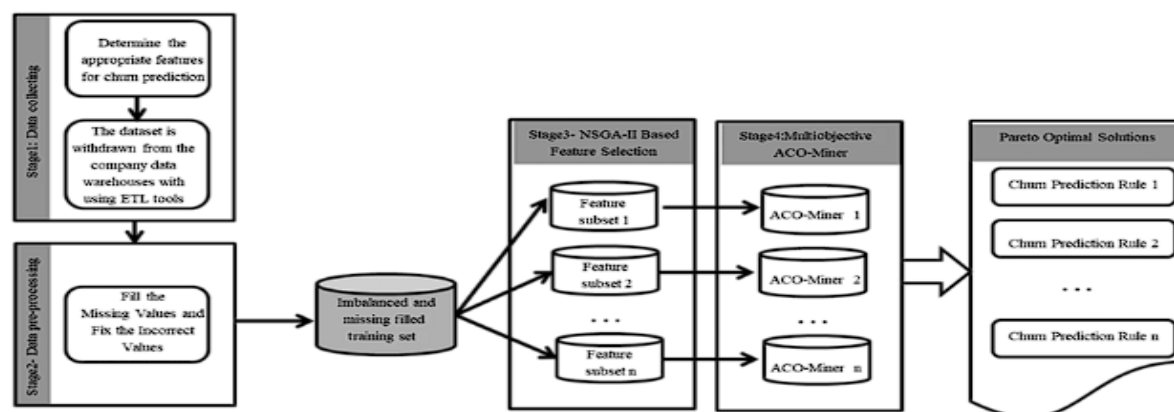 Stage1: Data collecting
Determine the
appropriate features
for churn prediction
The dataset is
withdrawn from the
company data
warehouses with
using ETL tools
Stage2- Data pre-processing
Fill the
Missing Values and
Fix the Incorrect
Values
Imbalanced and
missing filled
training set
Stage3- NSGA-II Based
Feature Selection
Feature
subset 1
Feature
subset 2
. . .
Feature
subset n
Stage4:Multiobjective
ACO-Miner
ACO-Miner 1
ACO-Miner 2
. . .
ACO-Miner n
Pareto Optimal Solutions
Churn Prediction Rule 1
Churn Prediction Rule 2
. . .
Churn Prediction Rule n